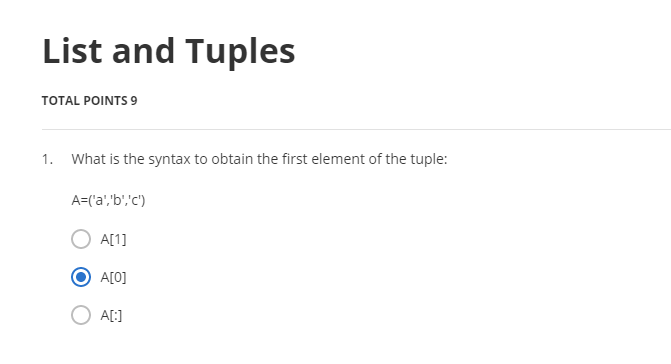 List and Tuples
TOTAL POINTS 9
1. What is the syntax to obtain the first element of the tuple:
A=('a','b','c')
A[1]
A[0]
A[:]